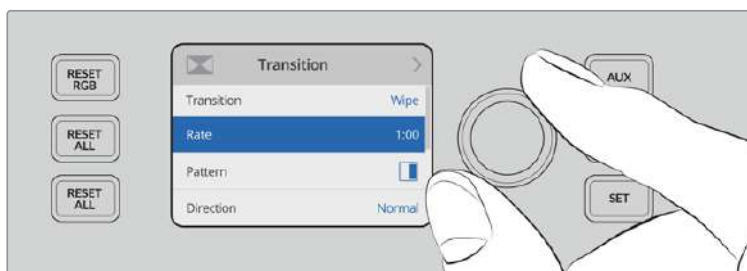 RESET
RGB
RESET
ALL
RESET
ALL
Transition
Transition Wipe
Rate 1:00
Pattern
Direction Normal
AUX
SET